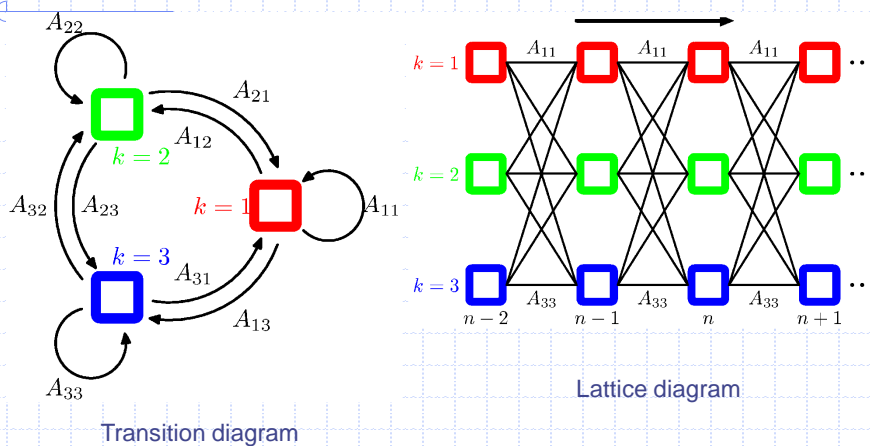 A₂₂
A₂₁
A₁₂
k = 2
A₃₂
A₂₃
k = 1
A₁₁
k = 3
A₃₁
A₁₃
A₃₃
Transition diagram
k = 1
A₁₁
A₁₁
A₁₁
k = 2
k = 3
A₃₃
A₃₃
A₃₃
n − 2
n − 1
n
n + 1
Lattice diagram